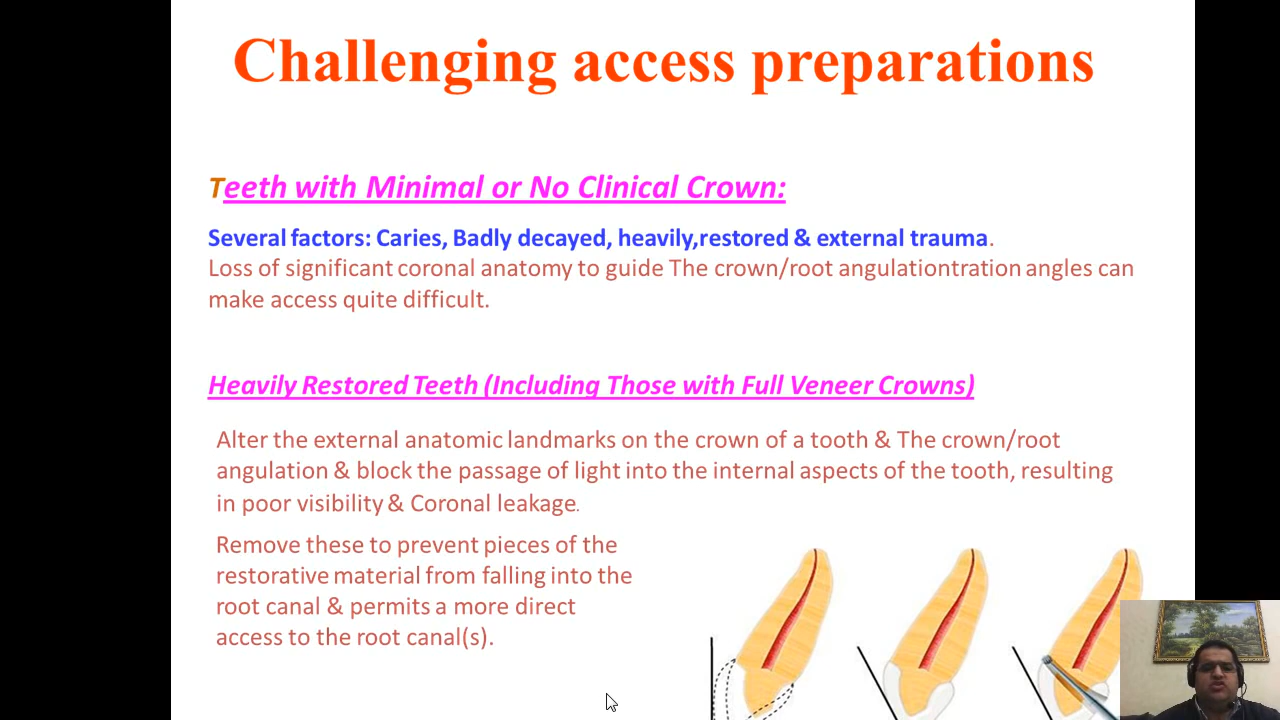 Challenging access preparations
Teeth with Minimal or No Clinical Crown:
Several factors: Caries, Badly decayed, heavily,restored & external trauma.
Loss of significant coronal anatomy to guide The crown/root angulationtration angles can
make access quite difficult.
Heavily Restored Teeth (Including Those with Full Veneer Crowns)
Alter the external anatomic landmarks on the crown of a tooth & The crown/root
angulation & block the passage of light into the internal aspects of the tooth, resulting
in poor visibility & Coronal leakage.
Remove these to prevent pieces of the
restorative material from falling into the
root canal & permits a more direct
access to the root canal(s).